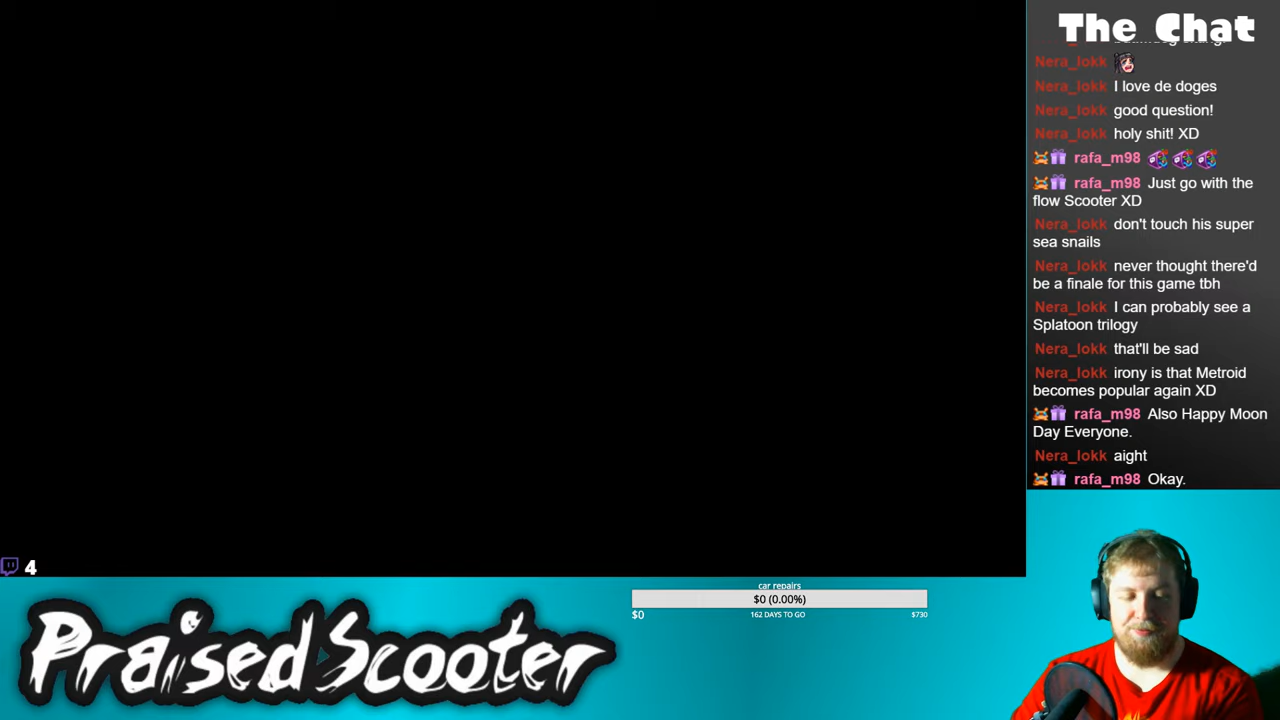 The Chat
Nera_lokk
Nera_lokk I love de doges
Nera_lokk good question!
Nera_lokk holy shit! XD
rafa_m98
rafa_m98 Just go with the
flow Scooter XD
Nera_lokk don't touch his super
sea snails
Nera_lokk never thought there'd
be a finale for this game tbh
Nera_lokk I can probably see a
Splatoon trilogy
Nera_lokk that'll be sad
Nera_lokk irony is that Metroid
becomes popular again XD
rafa_m98 Also Happy Moon
Day Everyone.
Nera_lokk aight
rafa_m98 Okay.
4
car repairs
$0 (0.00%)
$0 162 DAYS TO GO $730
PraisedScooter